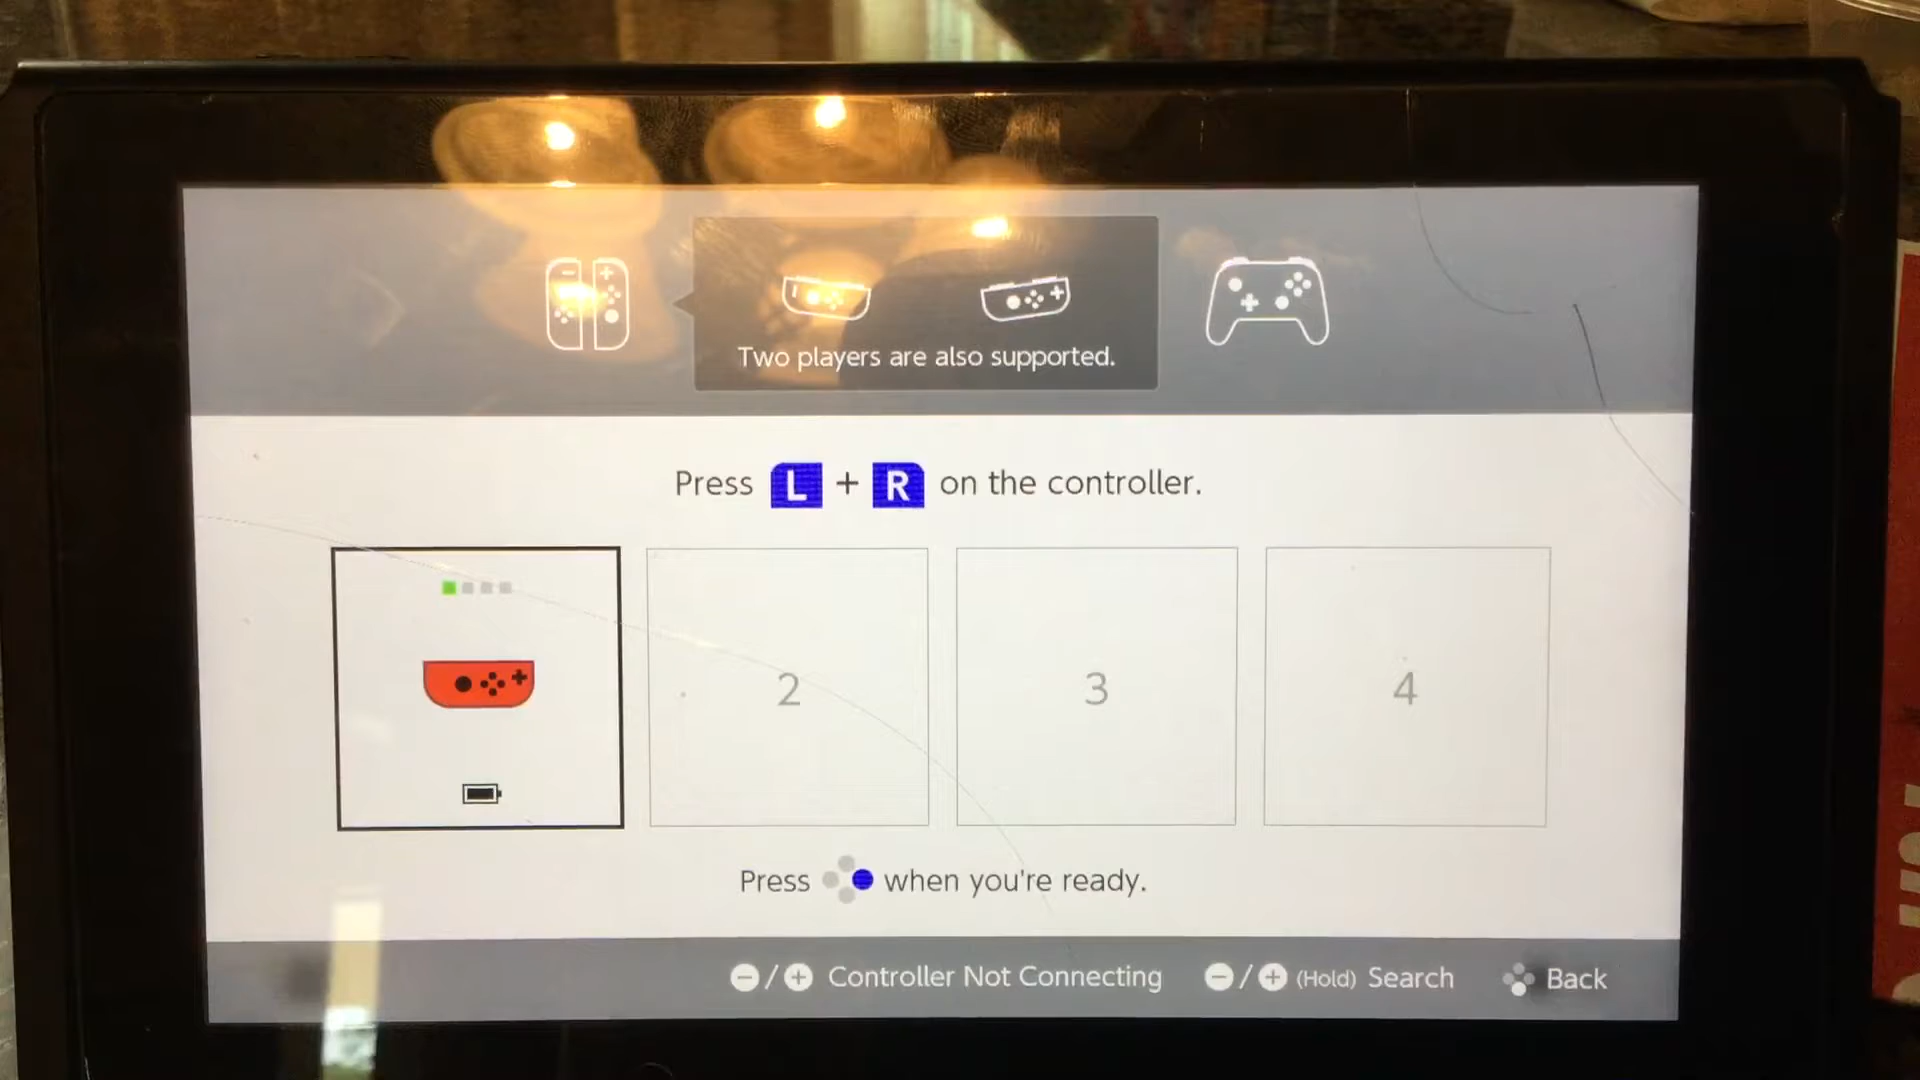 Two players are also supported.
Press L + R on the controller.
2
3
4
Press when you're ready.
-/+ Controller Not Connecting
-/+ (Hold) Search
Back